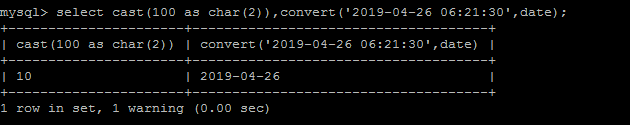 mysql> select cast(100 as char(2)),convert('2019-04-26 06:21:30',date);
+----------------------+-------------------------------------+
| cast(100 as char(2)) | convert('2019-04-26 06:21:30',date) |
+----------------------+-------------------------------------+
| 10                   | 2019-04-26                          |
+----------------------+-------------------------------------+
1 row in set, 1 warning (0.00 sec)